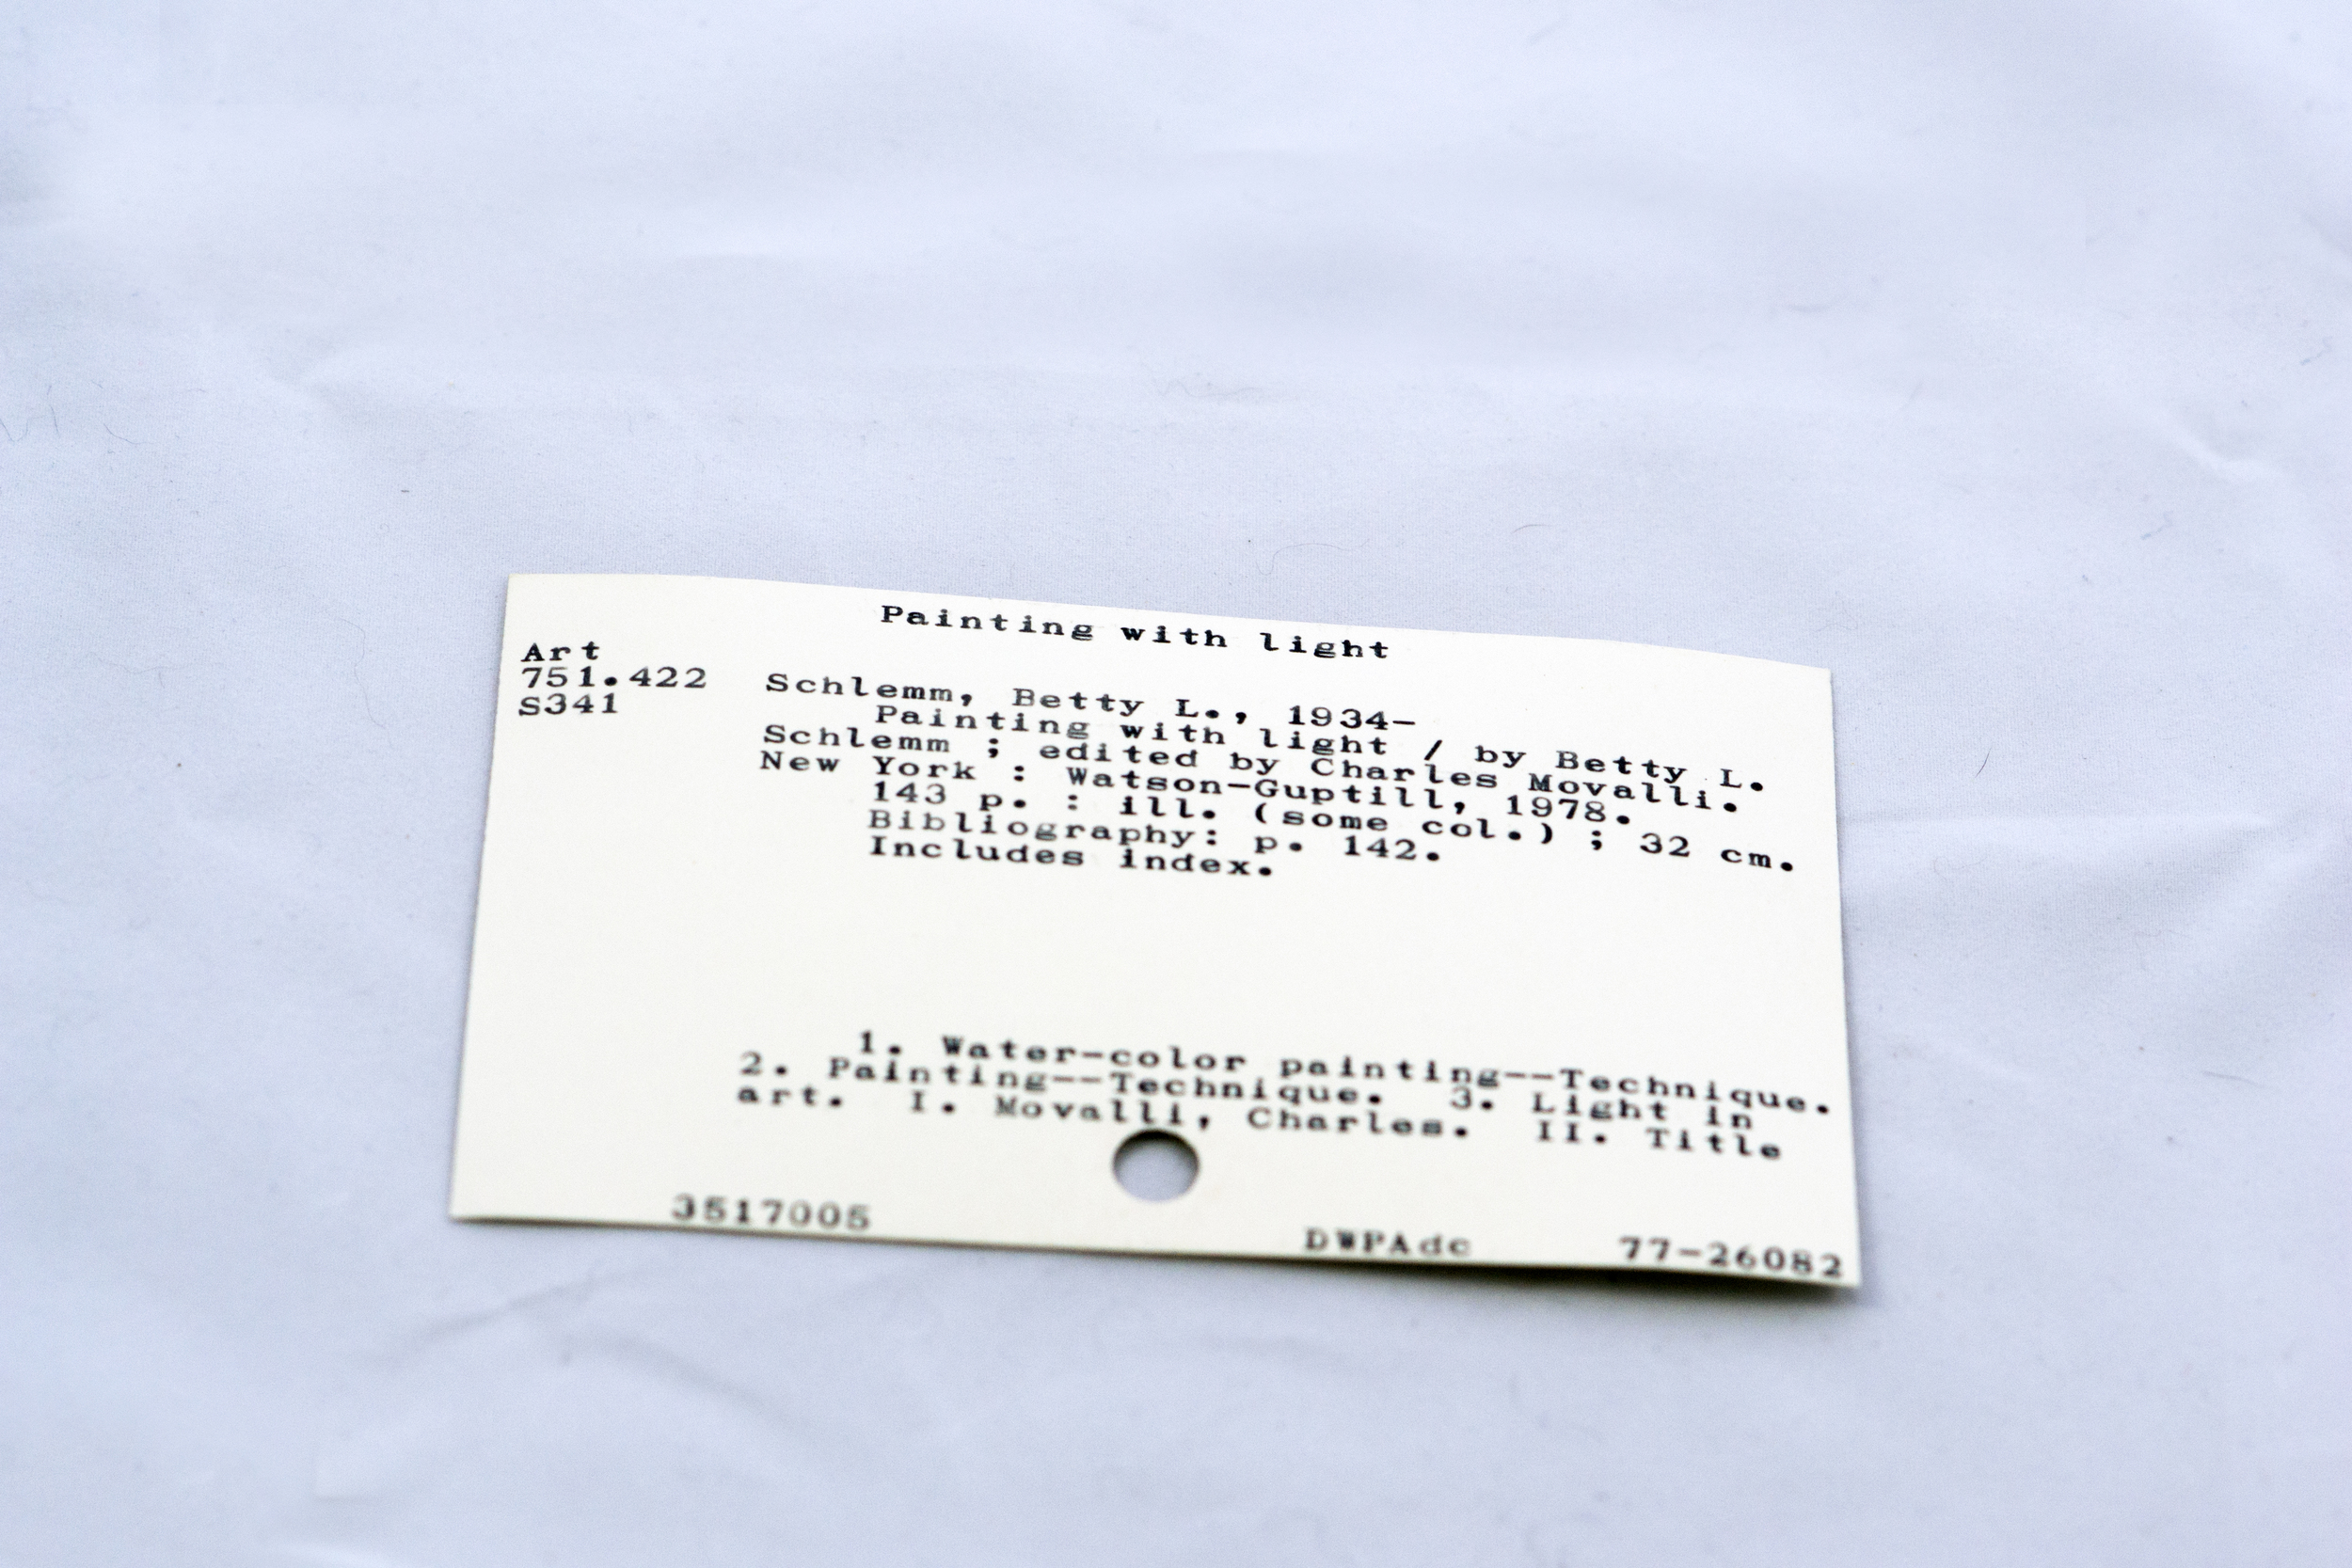 Painting with light
Art
751.422
S341
Schlemm, Betty L., 1934-
Painting with light / by Betty L.
Schlemm ; edited by Charles Movalli.
New York : Watson-Guptill, 1978.
143 p. : ill. (some col.) ; 32 cm.
Bibliography: p. 142.
Includes index.
1. Water-color painting--Technique.
2. Painting--Technique. 3. Light in
art. I. Movalli, Charles. II. Title
3517005
DWPAdc
77-26082